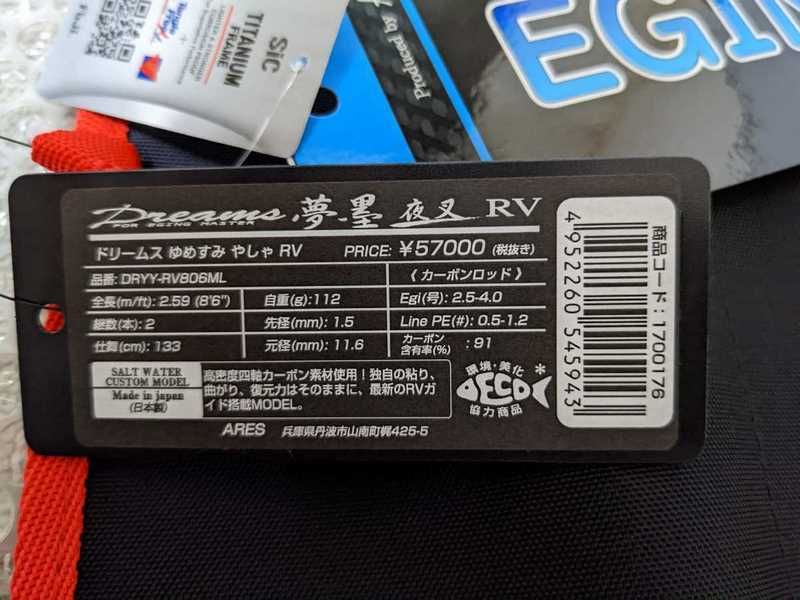 SiC
TITANIUM
FRAME
Fuji
Produced by
EGIN
Dreams. 夢墨 夜叉 RV
FOR EGING MASTER
ドリームス ゆめすみ やしゃ RV
PRICE: ¥57000 (税抜き)
品番: DRYY-RV806ML
《 カーボンロッド 》
全長(m/ft): 2.59 (8'6")
自重(g): 112
Egi(号): 2.5-4.0
継数(本): 2
先径(mm): 1.5
Line PE(#): 0.5-1.2
仕舞(cm): 133
元径(mm): 11.6
カーボン含有率(%) : 91
SALT WATER
CUSTOM MODEL
Made in japan
(日本製)
高密度四軸カーボン素材使用！独自の粘り、
曲がり、復元力はそのままに、最新のRVガ
イド搭載MODEL。
環境・美化
DECO
協力商品
ARES 兵庫県丹波市山南町梶425-5
4952260545943
商品コード : 1700176